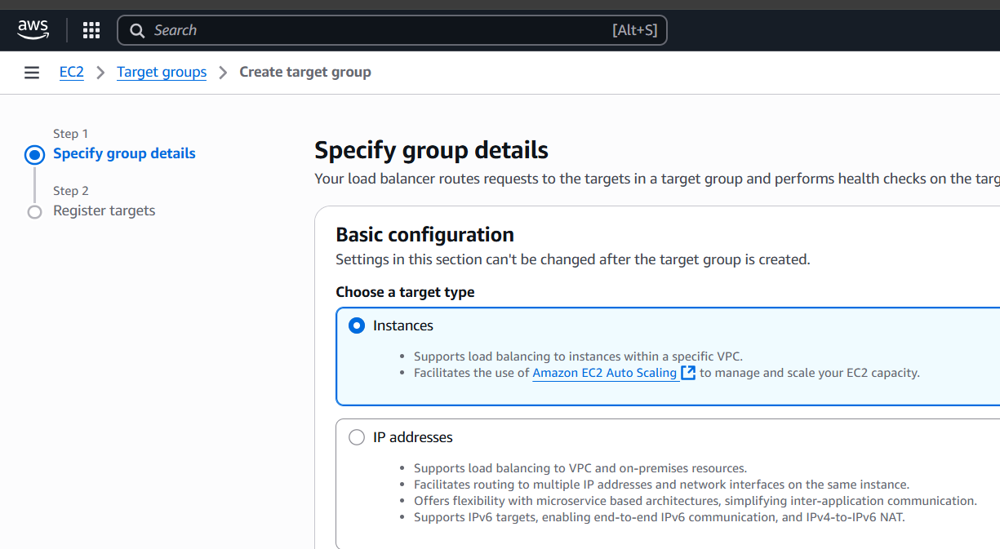 aws
Search [Alt+S]
EC2 Target groups Create target group
Step 1
Specify group details
Step 2
Register targets
Specify group details
Your load balancer routes requests to the targets in a target group and performs health checks on the
Basic configuration
Settings in this section can't be changed after the target group is created.
Choose a target type
Instances
• Supports load balancing to instances within a specific VPC.
• Facilitates the use of Amazon EC2 Auto Scaling to manage and scale your EC2 capacity.
IP addresses
• Supports load balancing to VPC and on-premises resources.
• Facilitates routing to multiple IP addresses and network interfaces on the same instance.
• Offers flexibility with microservice based architectures, simplifying inter-application communication.
• Supports IPv6 targets, enabling end-to-end IPv6 communication, and IPv4-to-IPv6 NAT.